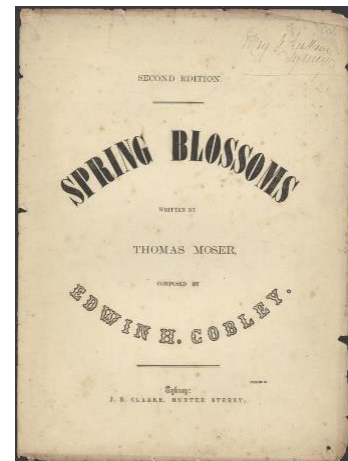 SECOND EDITION.
SPRING BLOSSOMS
WRITTEN BY
THOMAS MOSER,
COMPOSED BY
EDWIN H. COBLEY.
Sydney:
J. R. CLARKE, HUNTER STREET;